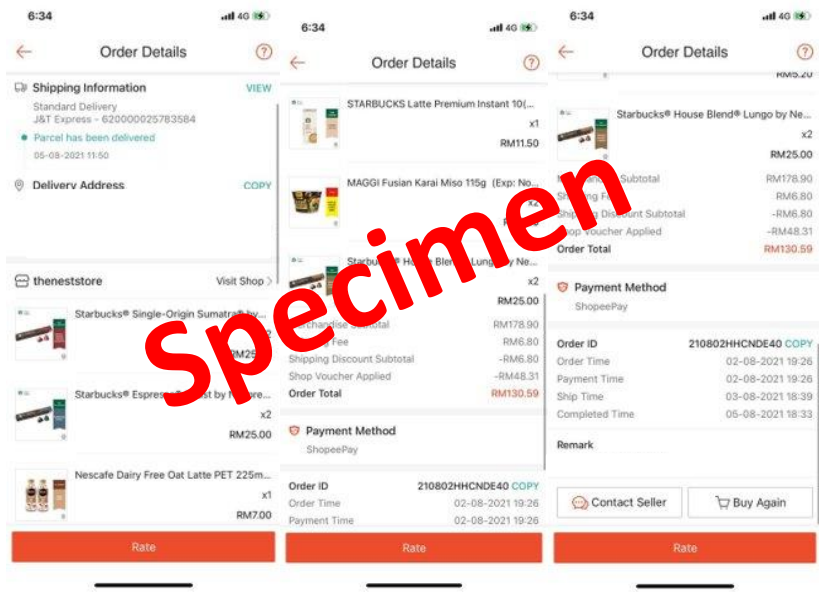 6:34
4G
Order Details
?
Shipping Information VIEW
Standard Delivery
J&T Express - 620000025783584
Parcel has been delivered
05-08-2021 11:50
Delivery Address COPY
theneststore Visit Shop
Starbucks® Single-Origin Sumatra® by...
Starbucks® by Ne...
x2
RM25.00
Nescafe Dairy Free Oat Latte PET 225m...
x1
RM7.00
Rate
6:34
4G
Order Details
?
STARBUCKS Latte Premium Instant 10(...
x1
RM11.50
MAGGI Fusian Karai Miso 115g (Exp: No...
x2
x2
RM25.00
RM178.90
RM6.80
Shipping Discount Subtotal -RM6.80
Shop Voucher Applied -RM48.31
Order Total RM130.59
Payment Method
ShopeePay
Order ID 210802HHCNDE40 COPY
Order Time 02-08-2021 19:26
Payment Time 02-08-2021 19:26
Rate
6:34
4G
Order Details
?
RM5.20
Starbucks® House Blend® Lungo by Ne...
x2
RM25.00
Subtotal RM178.90
RM6.80
Discount Subtotal -RM6.80
Voucher Applied -RM48.31
Order Total RM130.59
Payment Method
ShopeePay
Order ID 210802HHCNDE40 COPY
Order Time 02-08-2021 19:26
Payment Time 02-08-2021 19:26
Ship Time 03-08-2021 18:39
Completed Time 05-08-2021 18:33
Remark
Contact Seller
Buy Again
Rate
Specimen